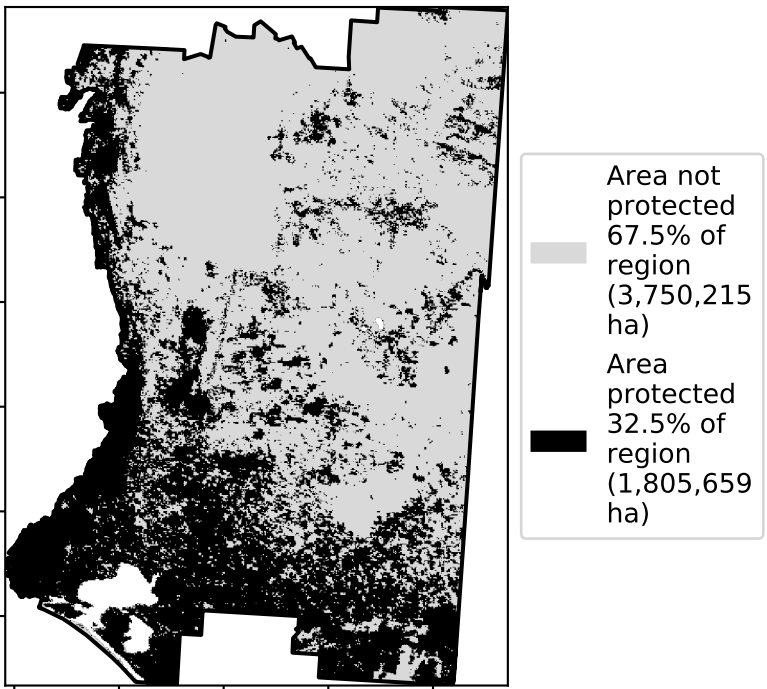 Area not
protected
67.5% of
region
(3,750,215
ha)
Area
protected
32.5% of
region
(1,805,659
ha)